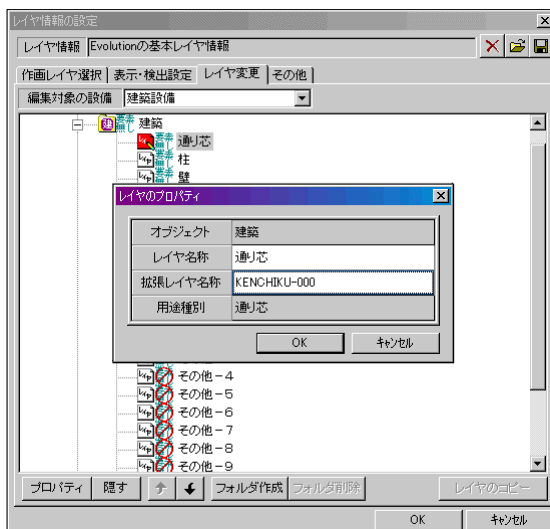 レイヤ情報の設定
レイヤ情報 Evolutionの基本レイヤ情報
作画レイヤ選択 表示・検出設定 レイヤ変更 その他
編集対象の設備 建築設備
建築
通り芯
柱
壁
レイヤのプロパティ
オブジェクト 建築
レイヤ名称 通り芯
拡張レイヤ名称 KENCHIKU-000
用途種別 通り芯
OK キャンセル
その他-4
その他-5
その他-6
その他-7
その他-8
その他-9
プロパティ 隠す フォルダ作成 フォルダ削除 レイヤのコピー
OK キャンセル